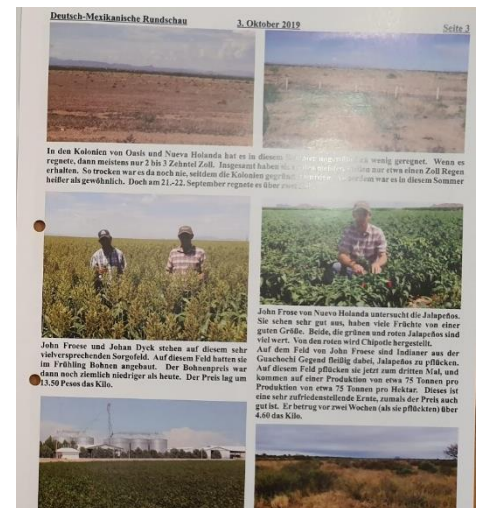 Deutsch-Mexikanische Rundschau 3. Oktober 2019 Seite 3
In den Kolonien von Oasis und Nueva Holanda hat es in diesem wenig geregnet. Wenn es
regnete, dann meistens nur 2 bis 3 Zehntel Zoll. Insgesamt haben nur etwa einen Zoll Regen
erhalten. So trocken war es da noch nie, seitdem die Kolonien war es in diesem Sommer
heißer als gewöhnlich. Doch am 21.-22. September regnete es über
John Froese und Johan Dyck stehen auf diesem sehr
vielversprechenden Sorgofeld. Auf diesem Feld hatten sie
im Frühling Bohnen angebaut. Der Bohnenpreis war
dann noch ziemlich niedriger als heute. Der Preis lag um
13.50 Pesos das Kilo.
John Frose von Nuevo Holanda untersucht die Jalapeños.
Sie sehen sehr gut aus, haben viele Früchte von einer
guten Größe. Beide, die grünen und roten Jalapeños sind
viel wert. Von den roten wird Chipotle hergestellt.
Auf dem Feld von John Froese sind Indianer aus der
Guachochi Gegend fleißig dabei, Jalapeños zu pflücken.
Auf diesem Feld pflücken sie jetzt zum dritten Mal, und
kommen auf einer Produktion von etwa 75 Tonnen pro
Produktion von etwa 75 Tonnen pro Hektar. Dieses ist
eine sehr zufriedenstellende Ernte, zumals der Preis auch
gut ist. Er betrug vor zwei Wochen (als sie pflückten) über
4.60 das Kilo.